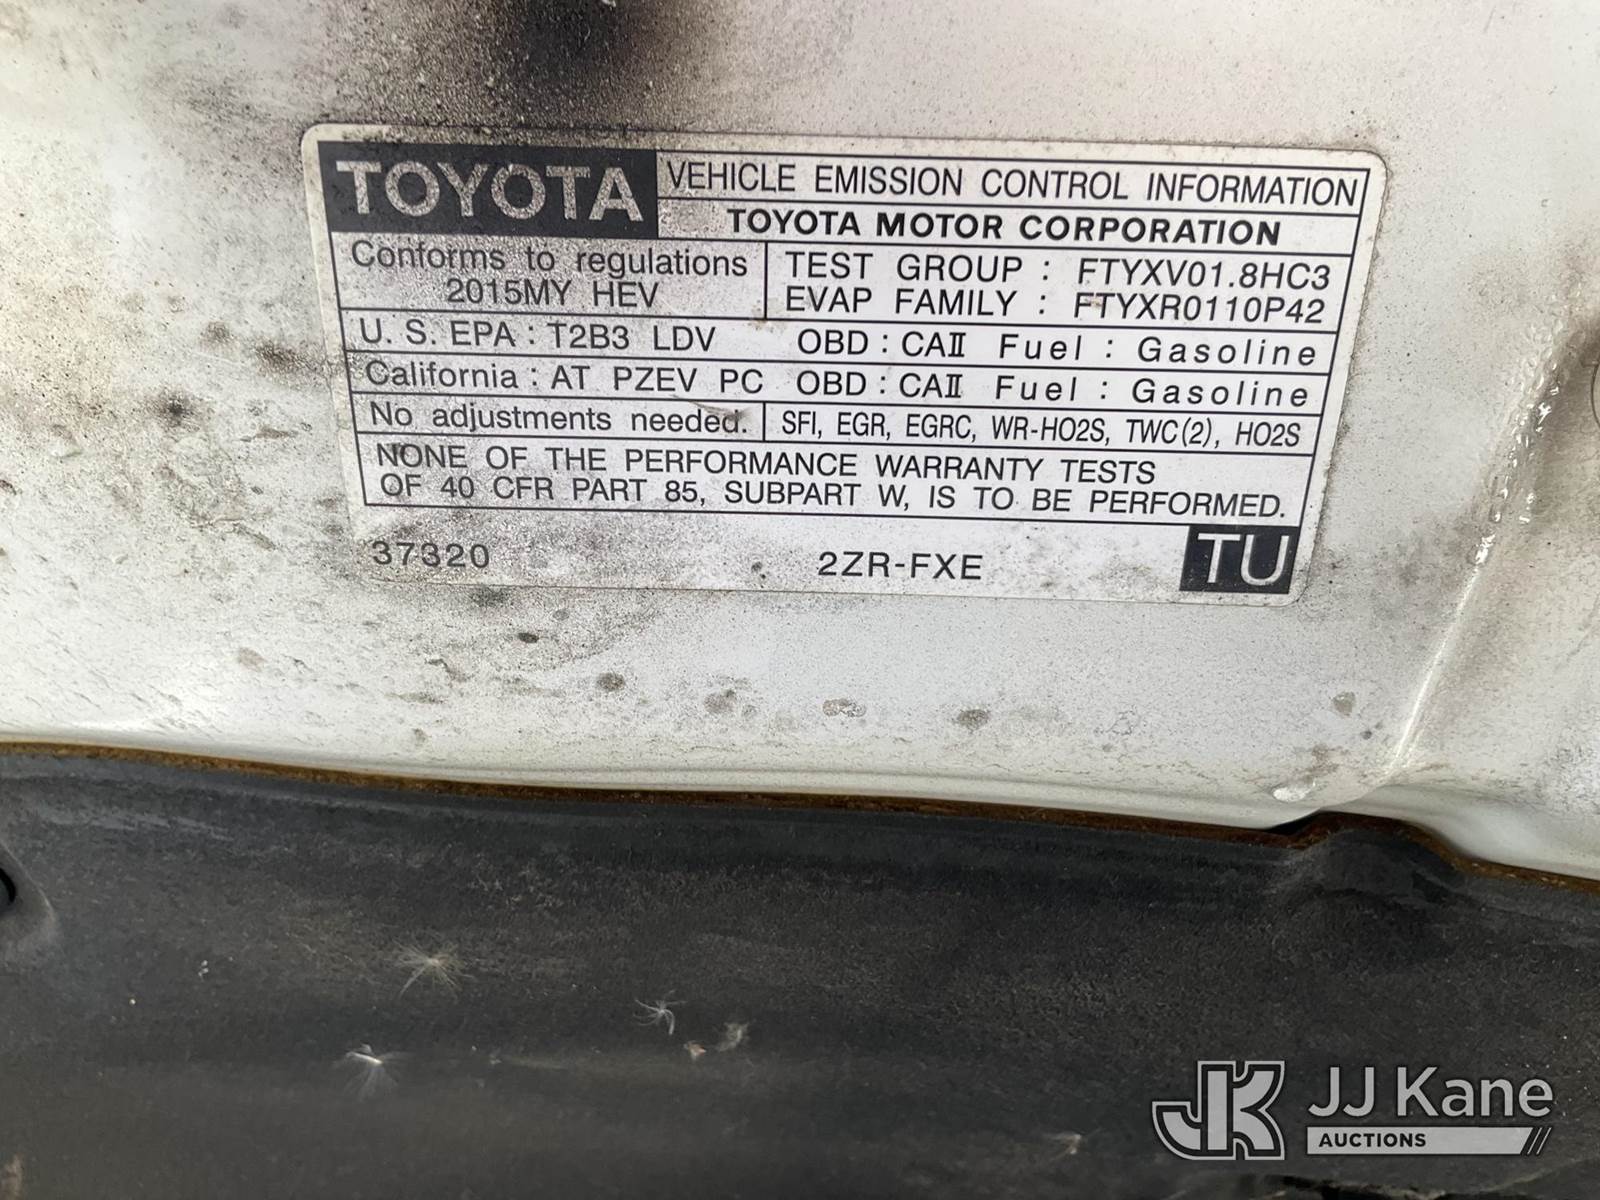 TOYOTA VEHICLE EMISSION CONTROL INFORMATION
TOYOTA MOTOR CORPORATION
Conforms to regulations
2015MY HEV
TEST GROUP : FTYXV01.8HC3
EVAP FAMILY : FTYXR0110P42
U. S. EPA : T2B3 LDV OBD : CAⅡ Fuel : Gasoline
California : AT PZEV PC OBD : CAⅡ Fuel : Gasoline
No adjustments needed. SFI, EGR, EGRC, WR-HO2S, TWC(2), HO2S
NONE OF THE PERFORMANCE WARRANTY TESTS
OF 40 CFR PART 85, SUBPART W, IS TO BE PERFORMED.
37320 2ZR-FXE TU
JK JJ Kane
AUCTIONS